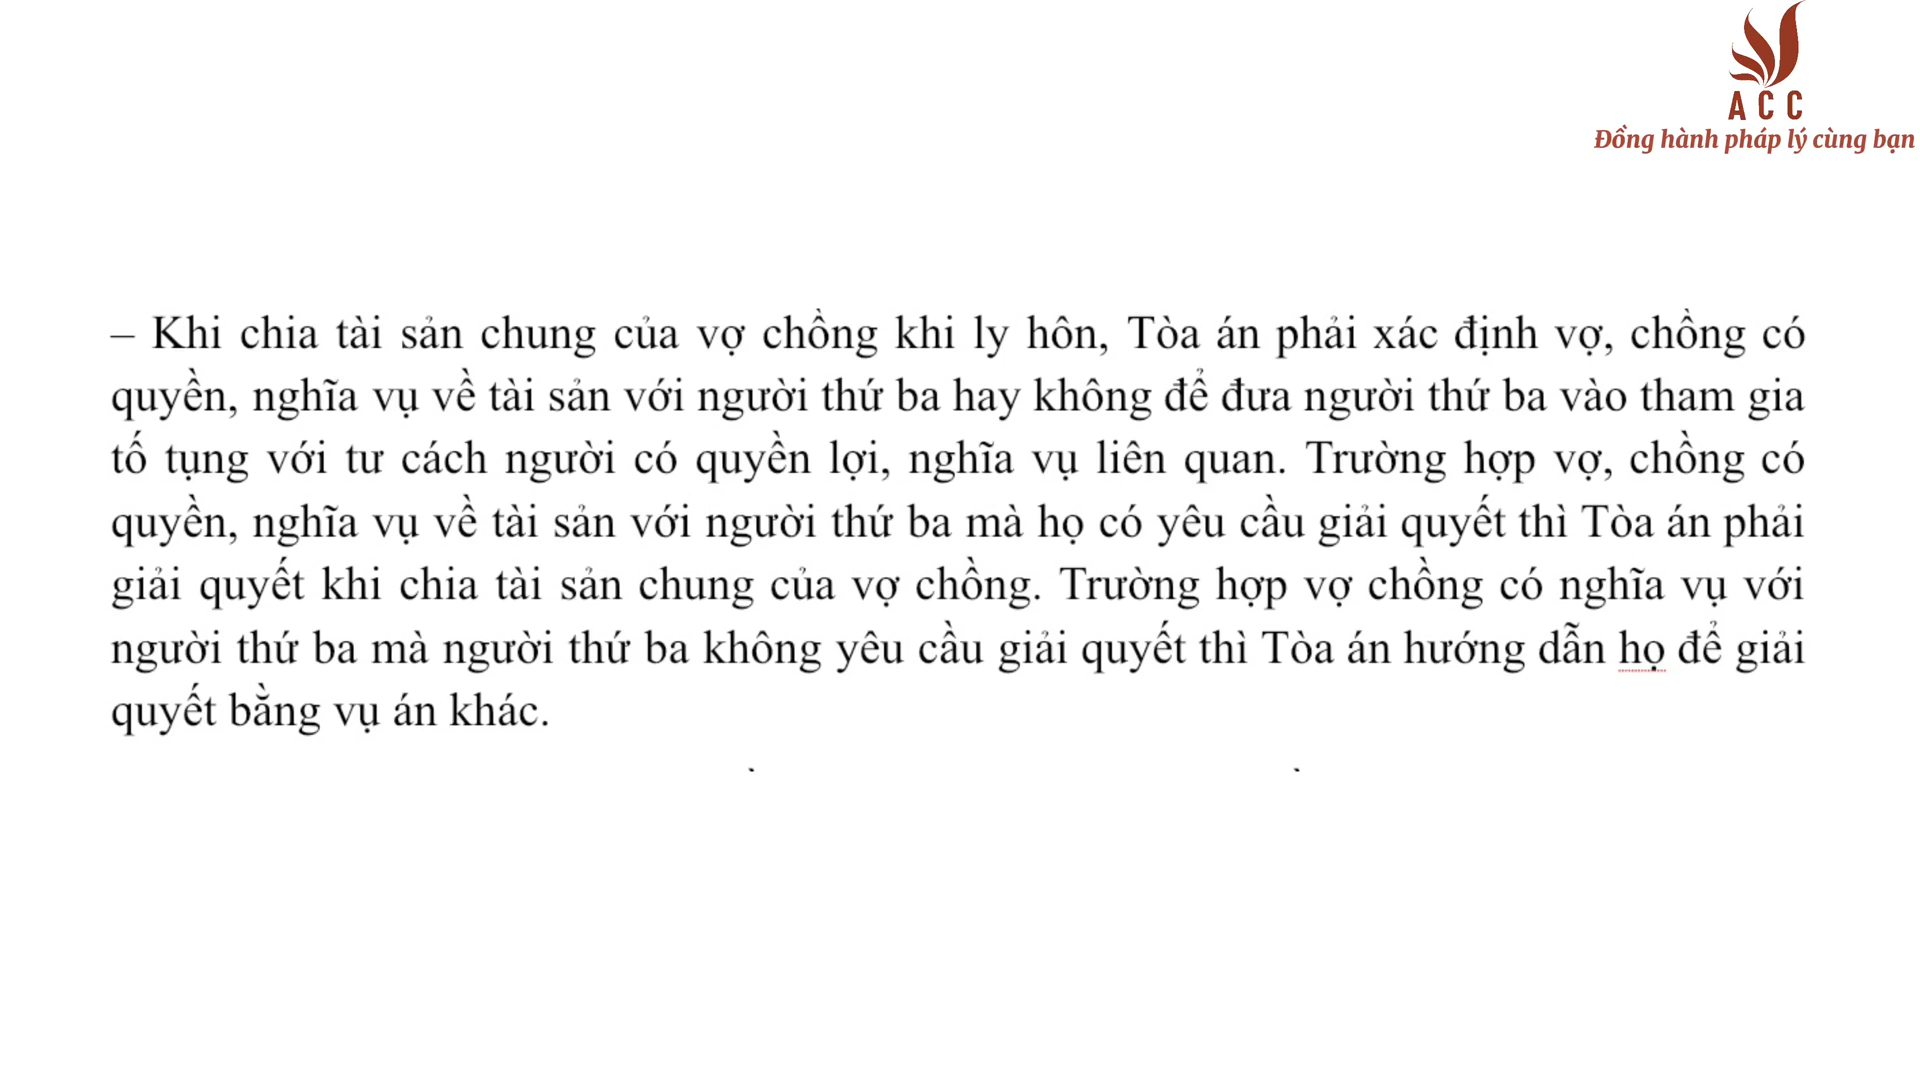 ACC
Đồng hành pháp lý cùng bạn
– Khi chia tài sản chung của vợ chồng khi ly hôn, Tòa án phải xác định vợ, chồng có
quyền, nghĩa vụ về tài sản với người thứ ba hay không để đưa người thứ ba vào tham gia
tố tụng với tư cách người có quyền lợi, nghĩa vụ liên quan. Trường hợp vợ, chồng có
quyền, nghĩa vụ về tài sản với người thứ ba mà họ có yêu cầu giải quyết thì Tòa án phải
giải quyết khi chia tài sản chung của vợ chồng. Trường hợp vợ chồng có nghĩa vụ với
người thứ ba mà người thứ ba không yêu cầu giải quyết thì Tòa án hướng dẫn họ để giải
quyết bằng vụ án khác.